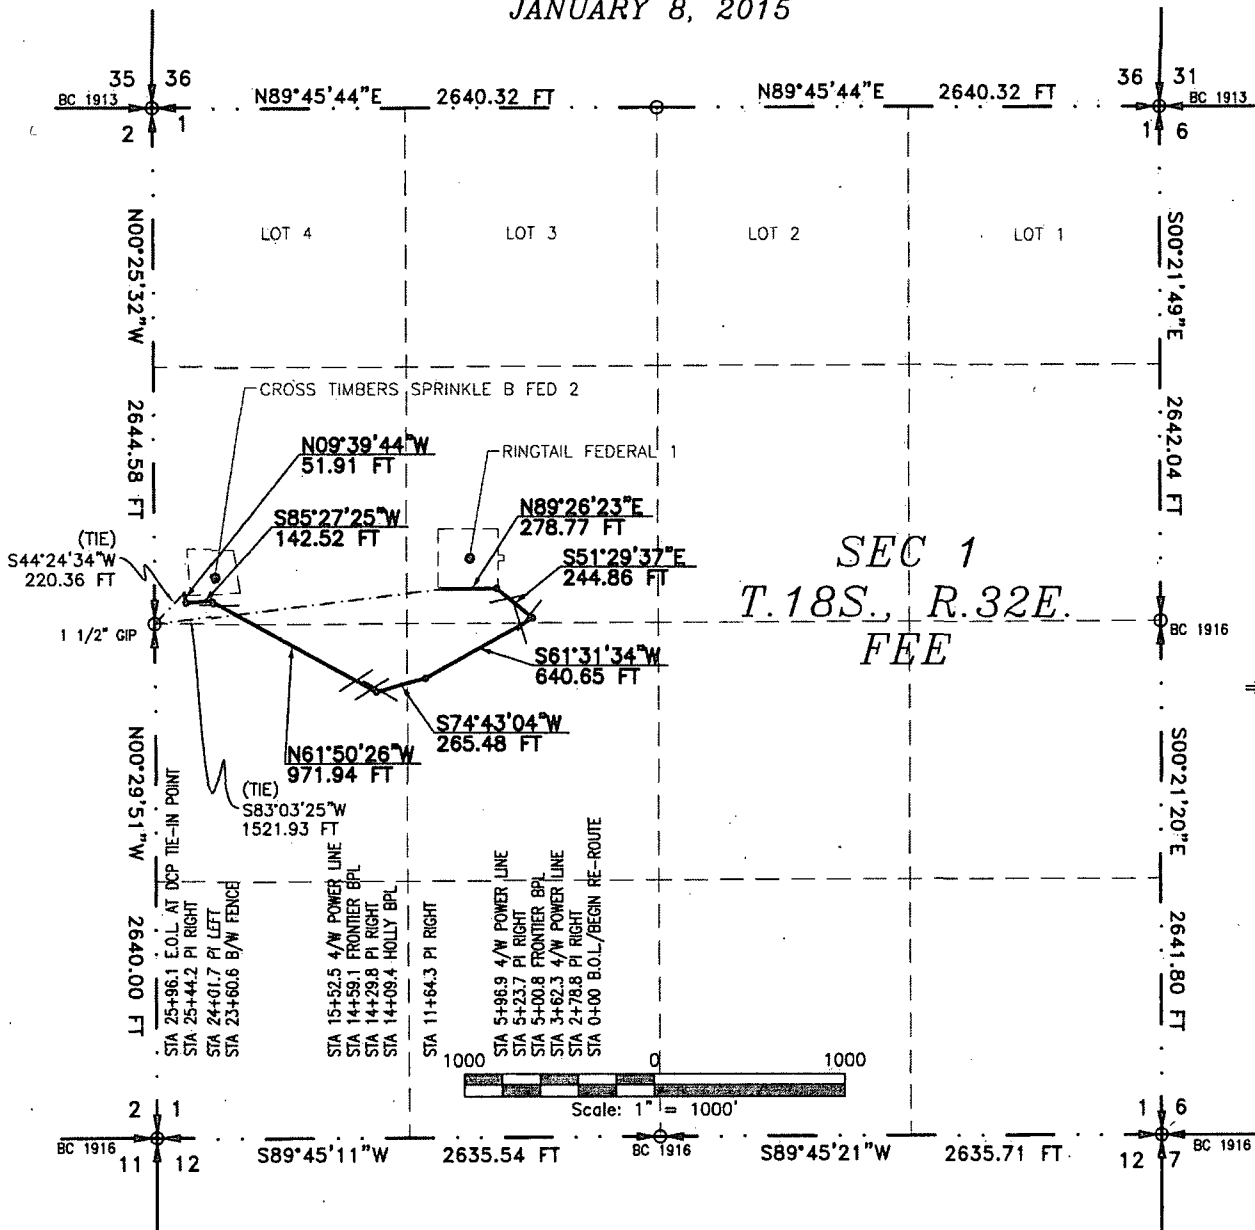 JANUARY 8, 2015
35 36
BC 1913
2 1
N89°45'44"E 2640.32 FT
N89°45'44"E 2640.32 FT
36 31
BC 1913
1 6
N00°25'32"W 2644.58 FT
LOT 4
LOT 3
LOT 2
LOT 1
S00°21'49"E 2642.04 FT
CROSS TIMBERS SPRINKLE B FED 2
N09°39'44"W
51.91 FT
RINGTAIL FEDERAL 1
S85°27'25"W
142.52 FT
N89°26'23"E
278.77 FT
(TIE)
S44°24'34"W
220.36 FT
S51°29'37"E
244.86 FT
SEC 1
T.18S., R.32E.
FEE
1 1/2" GIP
BC 1916
S61°31'34"W
640.65 FT
S74°43'04"W
265.48 FT
N61°50'26"W
971.94 FT
(TIE)
S83°03'25"W
1521.93 FT
N00°29'51"W 2640.00 FT
S00°21'20"E 2641.80 FT
STA 25+96.1 E.O.L. AT DCP TIE-IN POINT
STA 25+44.2 PI RIGHT
STA 24+01.7 PI LEFT
STA 23+60.6 B/W FENCE
STA 15+52.5 4/W POWER LINE
STA 14+59.1 FRONTIER BPL
STA 14+29.8 PI RIGHT
STA 14+09.4 HOLLY BPL
STA 11+64.3 PI RIGHT
STA 5+96.9 4/W POWER LINE
STA 5+23.7 PI RIGHT
STA 5+00.8 FRONTIER BPL
STA 3+62.3 4/W POWER LINE
STA 2+78.8 PI RIGHT
STA 0+00 B.O.L./BEGIN RE-ROUTE
1000 0 1000
Scale: 1" = 1000'
2 1
BC 1916
11 12
S89°45'11"W 2635.54 FT
BC 1916
S89°45'21"W 2635.71 FT
1 6
BC 1916
12 7